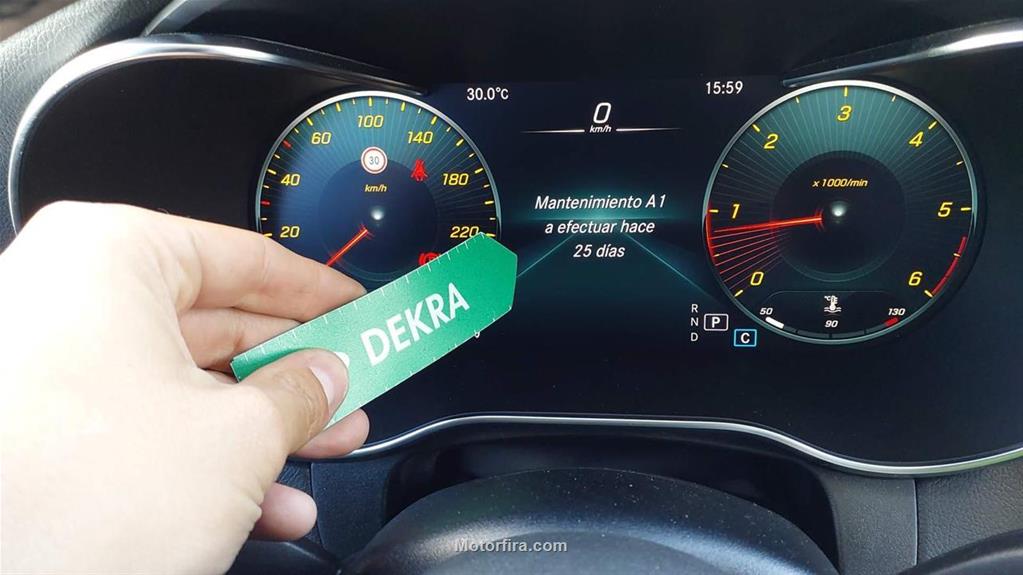 30.0°C
0
km/h
15:59
20
40
60
100
140
180
220
30
km/h
Mantenimiento A1
a efectuar hace
25 días
0
1
2
3
4
5
6
x 1000/min
°C
50
90
130
R
N
P
D
C
DEKRA
Motorfira.com